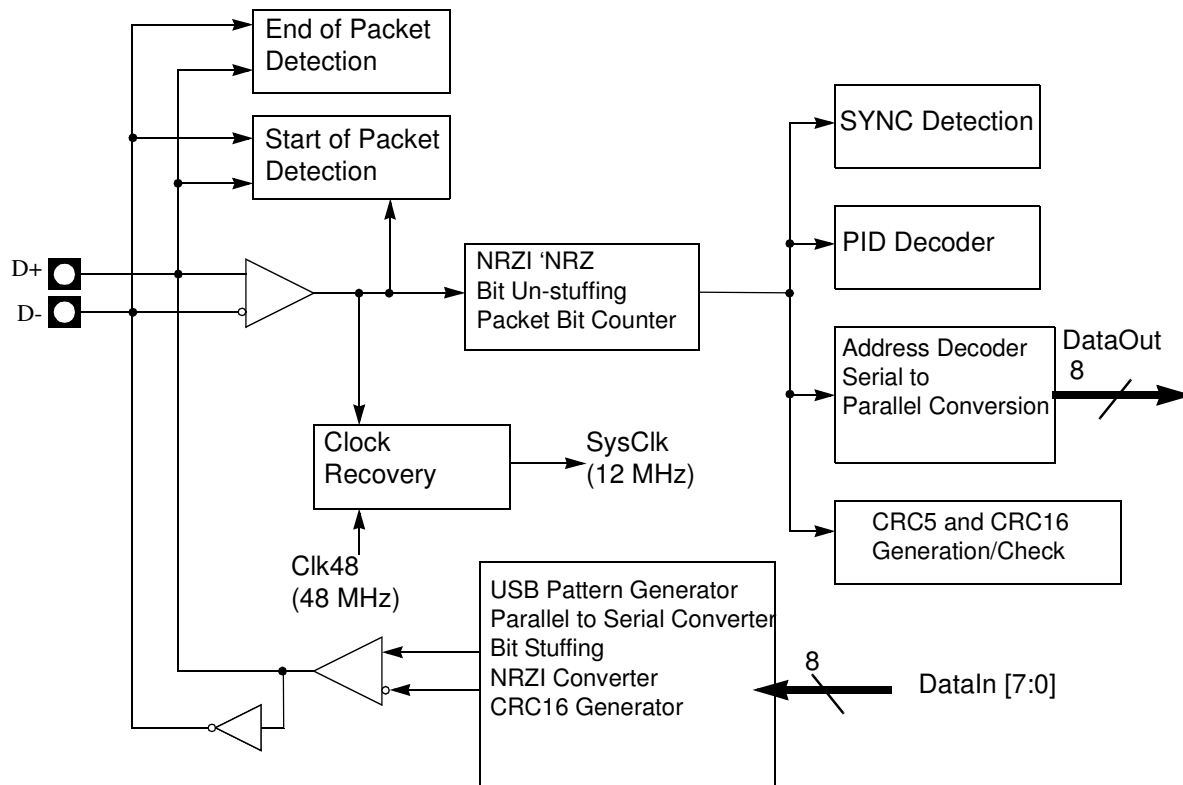 End of Packet
Detection
Start of Packet
Detection
SYNC Detection
PID Decoder
D+
D-
NRZI ‘NRZ
Bit Un-stuffing
Packet Bit Counter
Address Decoder
Serial to
Parallel Conversion
DataOut
8
Clock
Recovery
SysClk
(12 MHz)
CRC5 and CRC16
Generation/Check
Clk48
(48 MHz)
USB Pattern Generator
Parallel to Serial Converter
Bit Stuffing
NRZI Converter
CRC16 Generator
8
DataIn [7:0]